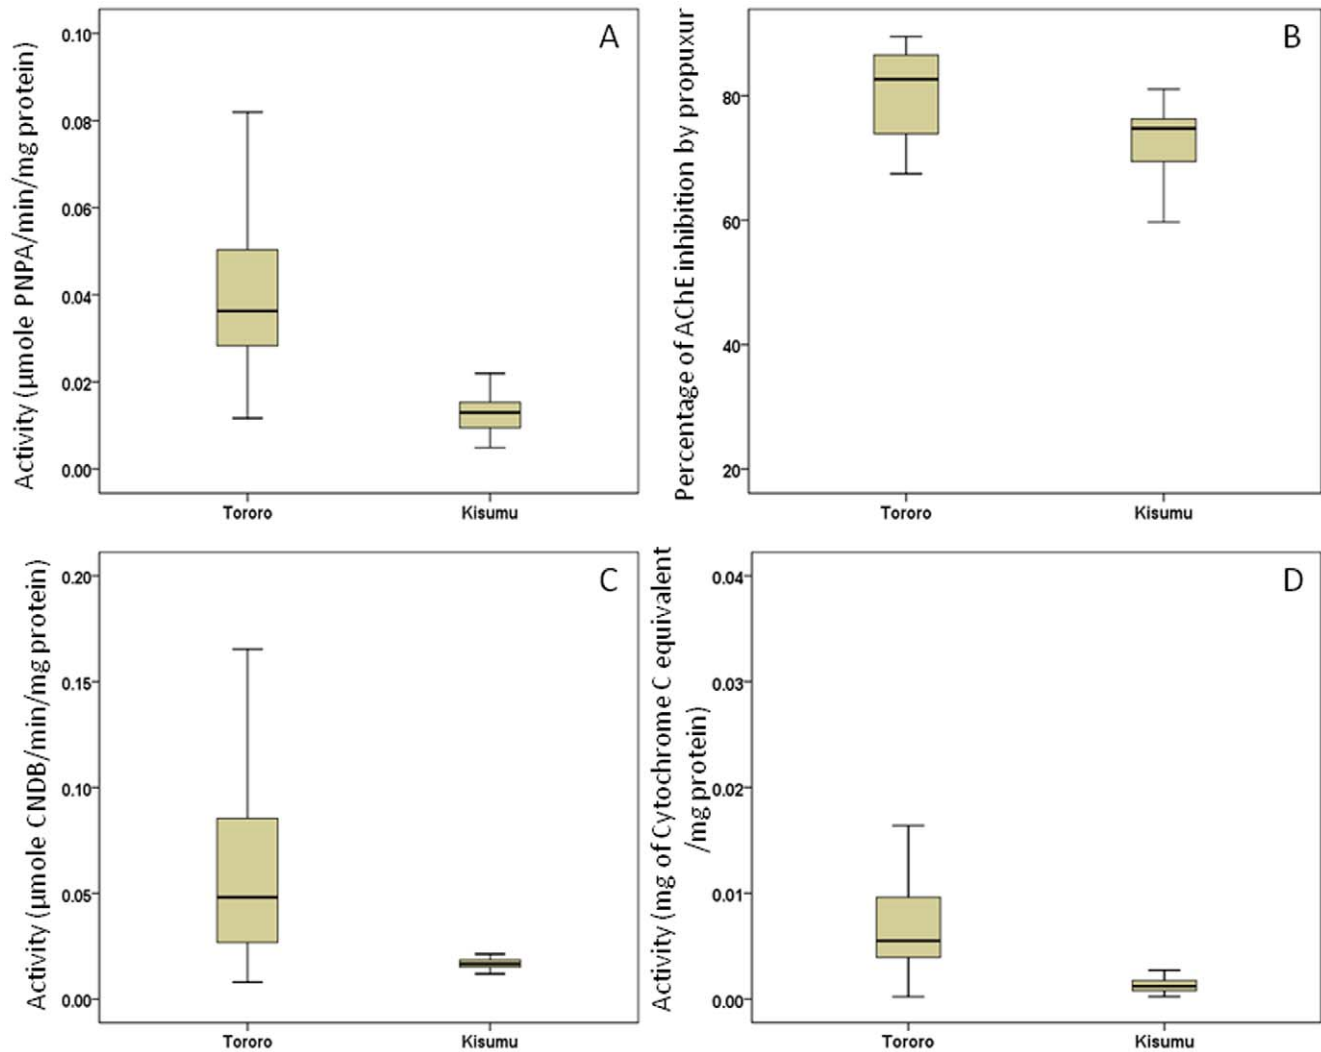 A
Activity (µmole PNPA/min/mg protein)
0.10
0.08
0.06
0.04
0.02
0.00
Tororo Kisumu
B
Percentage of AChE inhibition by propuxur
80
60
40
20
Tororo Kisumu
C
Activity (µmole CNDB/min/mg protein)
0.20
0.15
0.10
0.05
0.00
Tororo Kisumu
D
Activity (mg of Cytochrome C equivalent
/mg protein)
0.04
0.03
0.02
0.01
0.00
Tororo Kisumu